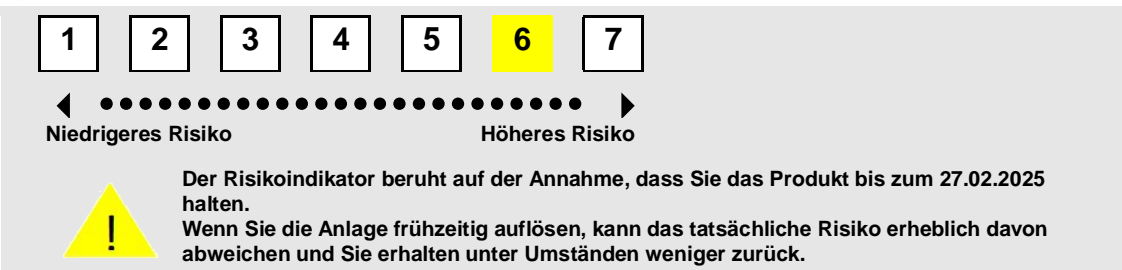 1 2 3 4 5 6 7
Niedrigeres Risiko Höheres Risiko
Der Risikoindikator beruht auf der Annahme, dass Sie das Produkt bis zum 27.02.2025
halten.
Wenn Sie die Anlage frühzeitig auflösen, kann das tatsächliche Risiko erheblich davon
abweichen und Sie erhalten unter Umständen weniger zurück.
!